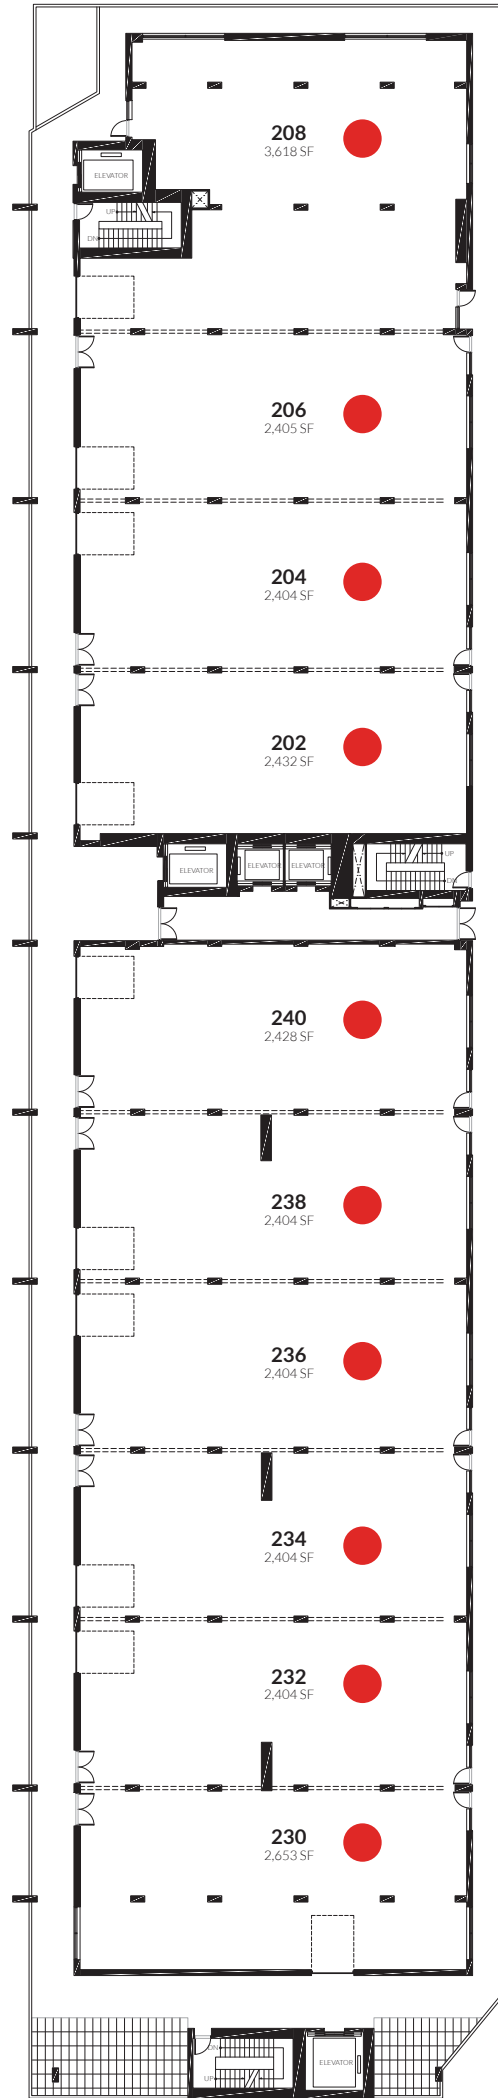 208
3,618 SF
ELEVATOR
UP
DN
206
2,405 SF
204
2,404 SF
202
2,432 SF
ELEVATOR
ELEVATOR
ELEVATOR
UP
DN
240
2,428 SF
238
2,404 SF
236
2,404 SF
234
2,404 SF
232
2,404 SF
230
2,653 SF
DN
UP
ELEVATOR